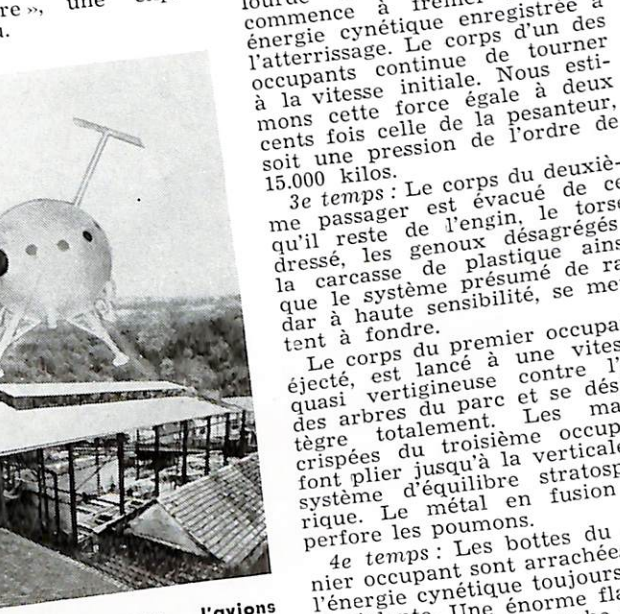 re », une
commence à
énergie cynétique enregistrée à
l'atterrissage. Le corps d'un des
occupants continue de tourner
à la vitesse initiale. Nous esti-
mons cette force égale à deux
cents fois celle de la pesanteur,
soit une pression de l'ordre de
15.000 kilos.
3e temps : Le corps du deuxiè-
me passager est évacué de ce
qu'il reste de l'engin, le torse
dressé, les genoux désagrégés
la carcasse de plastique ains
que le système présumé de ra
dar à haute sensibilité, se met
tent à fondre.
Le corps du premier occupa
éjecté, est lancé à une vites
quasi vertigineuse contre l'
des arbres du parc et se dés
tègre totalement. Les ma
crispées du troisième occup
font plier jusqu'à la verticale
système d'équilibre stratosp
rique. Le métal en fusion
perfore les poumons.
4e temps : Les bottes du
nier occupant sont arrachée
l'énergie cynétique toujours
Une énorme fla
l'avions